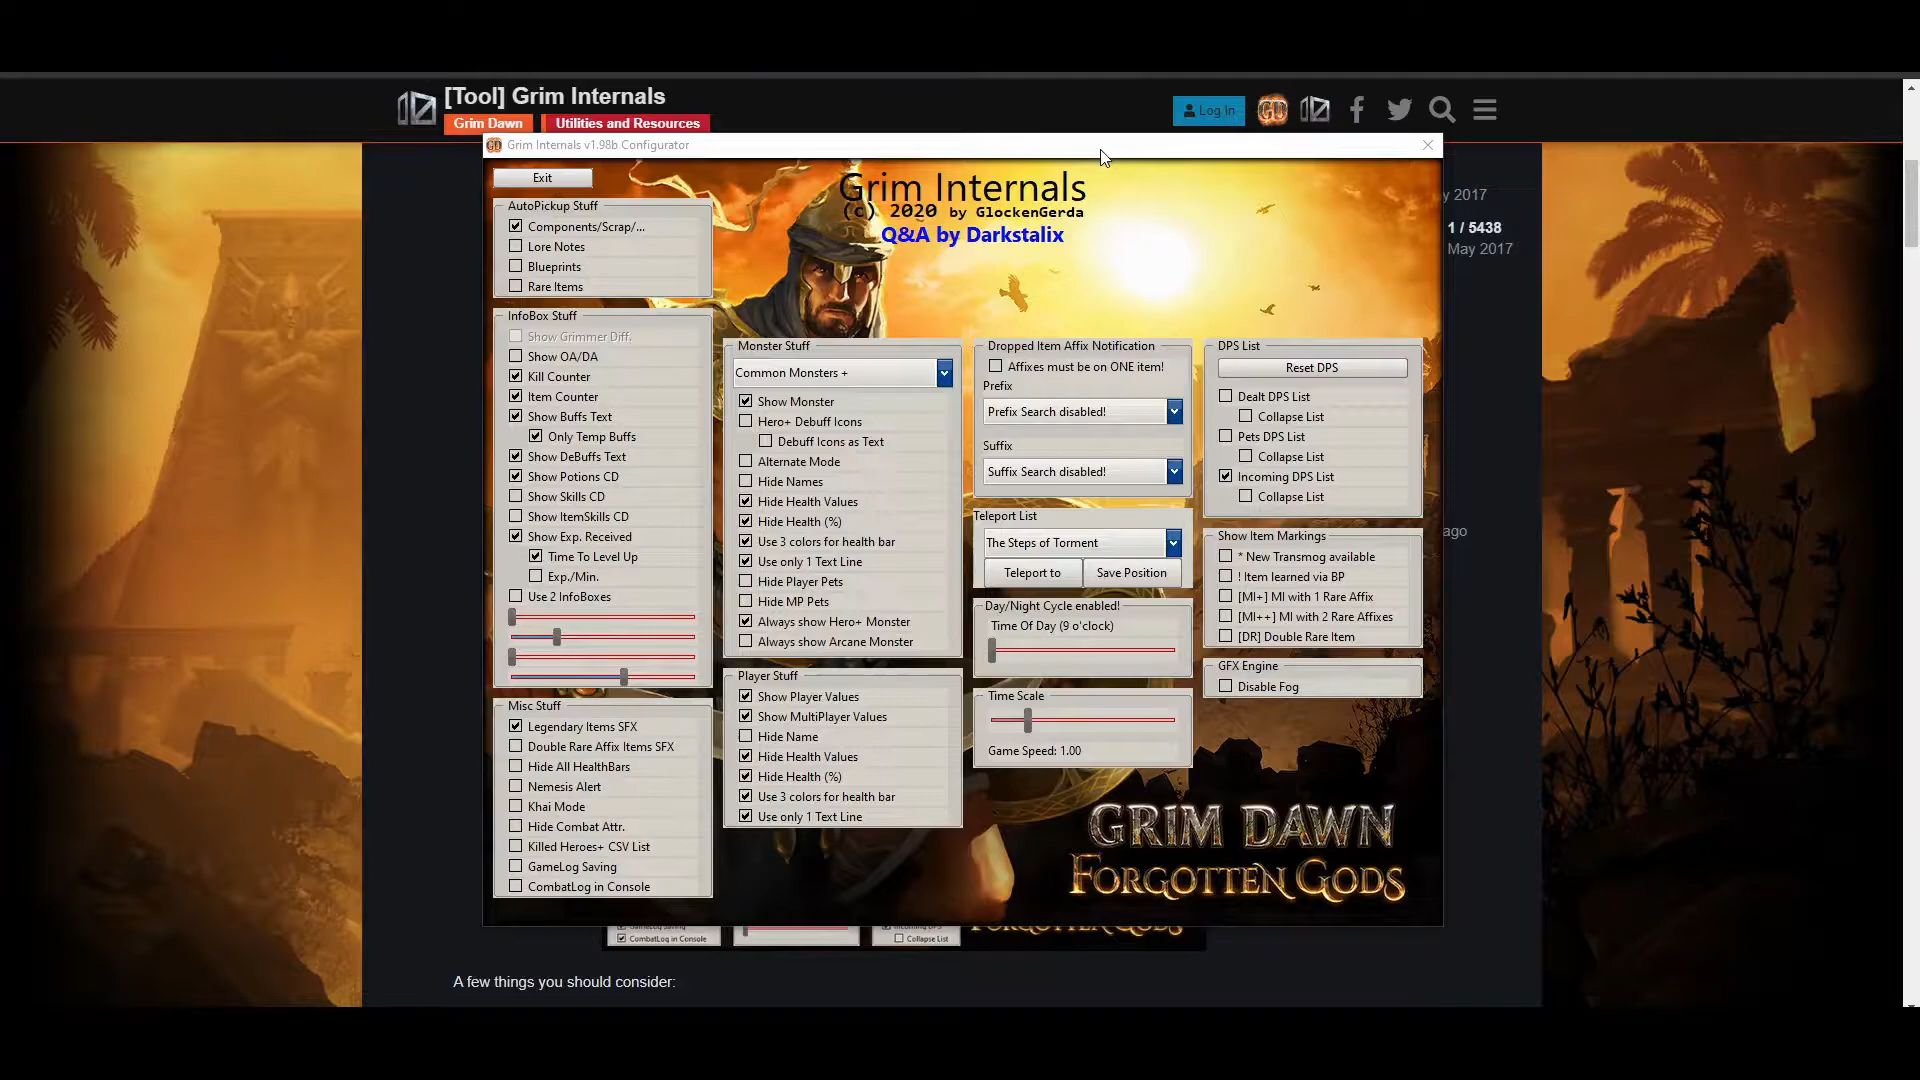 [Tool] Grim Internals
Grim Dawn
Utilities and Resources
Log In
Grim Internals v1.98b Configurator
Exit
Grim Internals
(c) 2020 by GlockenGerda
Q&A by Darkstalix
y 2017
1 / 5438
May 2017
ago
AutoPickup Stuff
Components/Scrap/...
Lore Notes
Blueprints
Rare Items
InfoBox Stuff
Show Grimmer Diff.
Show OA/DA
Kill Counter
Item Counter
Show Buffs Text
Only Temp Buffs
Show DeBuffs Text
Show Potions CD
Show Skills CD
Show ItemSkills CD
Show Exp. Received
Time To Level Up
Exp./Min.
Use 2 InfoBoxes
Misc Stuff
Legendary Items SFX
Double Rare Affix Items SFX
Hide All HealthBars
Nemesis Alert
Khai Mode
Hide Combat Attr.
Killed Heroes+ CSV List
GameLog Saving
CombatLog in Console
Monster Stuff
Common Monsters +
Show Monster
Hero+ Debuff Icons
Debuff Icons as Text
Alternate Mode
Hide Names
Hide Health Values
Hide Health (%)
Use 3 colors for health bar
Use only 1 Text Line
Hide Player Pets
Hide MP Pets
Always show Hero+ Monster
Always show Arcane Monster
Player Stuff
Show Player Values
Show MultiPlayer Values
Hide Name
Hide Health Values
Hide Health (%)
Use 3 colors for health bar
Use only 1 Text Line
Dropped Item Affix Notification
Affixes must be on ONE item!
Prefix
Prefix Search disabled!
Suffix
Suffix Search disabled!
Teleport List
The Steps of Torment
Teleport to
Save Position
Day/Night Cycle enabled!
Time Of Day (9 o'clock)
Time Scale
Game Speed: 1.00
DPS List
Reset DPS
Dealt DPS List
Collapse List
Pets DPS List
Collapse List
Incoming DPS List
Collapse List
Show Item Markings
* New Transmog available
! Item learned via BP
[MI+] MI with 1 Rare Affix
[MI++] MI with 2 Rare Affixes
[DR] Double Rare Item
GFX Engine
Disable Fog
GRIM DAWN
FORGOTTEN GODS
CombatLog in Console
Collapse List
A few things you should consider: